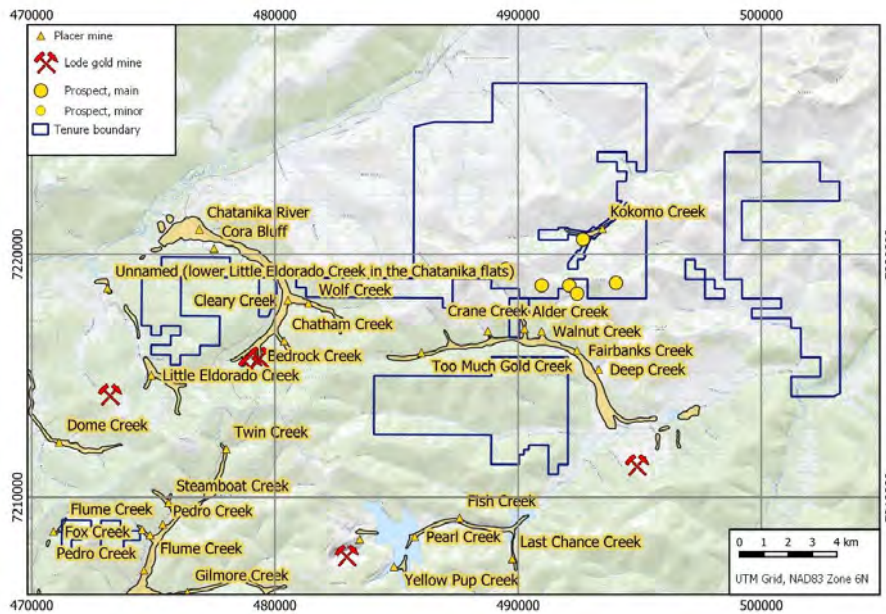 470000 480000 490000 500000
Placer mine
Lode gold mine
Prospect, main
Prospect, minor
Tenure boundary
Chatanika River
Kokomo Creek
Cora Bluff
7220000
Unnamed (lower Little Eldorado Creek in the Chatanika flats)
Wolf Creek
Cleary Creek
Crane Creek Alder Creek
Chatham Creek
Walnut Creek
Bedrock Creek
Fairbanks Creek
Too Much Gold Creek
Little Eldorado Creek
Deep Creek
Dome Creek
Twin Creek
Steamboat Creek
7210000
Fish Creek
Flume Creek
Pedro Creek
Fox Creek
Pearl Creek
Last Chance Creek
Pedro Creek
Flume Creek
Gilmore Creek
Yellow Pup Creek
0 1 2 3 4 km
UTM Grid, NAD83 Zone 6N
470000 480000 490000 500000